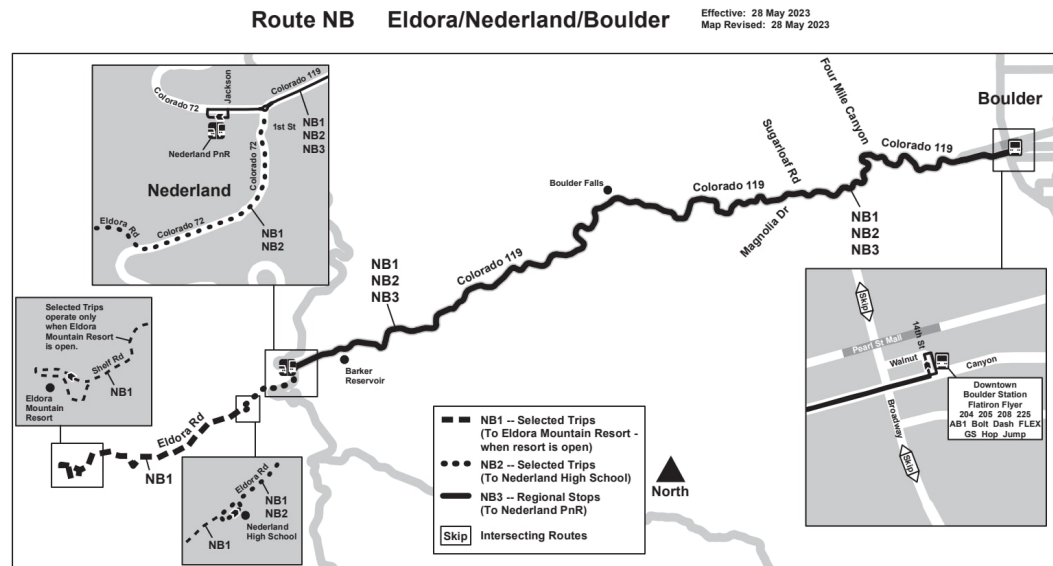 Route NB Eldora/Nederland/Boulder
Effective: 28 May 2023
Map Revised: 28 May 2023
Colorado 119
Jackson
Colorado 72
1st St
NB1
NB2
NB3
Nederland PnR
Colorado 72
Nederland
Eldora Rd
Colorado 72
NB1
NB2
Four Mile Canyon
Boulder
Sugarloaf Rd
Colorado 119
Boulder Falls
Colorado 119
Magnolia Dr
NB1
NB2
NB3
Colorado 119
NB1
NB2
NB3
Barker
Reservoir
Selected Trips
operate only
when Eldora
Mountain Resort
is open.
Shelf Rd
NB1
Eldora
Mountain
Resort
Eldora Rd
NB1
Eldora Rd
NB1
NB2
Nederland
High School
NB1
NB1 -- Selected Trips
(To Eldora Mountain Resort -
when resort is open)
NB2 -- Selected Trips
(To Nederland High School)
NB3 -- Regional Stops
(To Nederland PnR)
Skip Intersecting Routes
North
Skip
14th St
Pearl St Mall
Walnut
Canyon
Broadway
Downtown
Boulder Station
Flatiron Flyer
204 205 208 225
AB1 Bolt Dash FLEX
GS Hop Jump
Skip